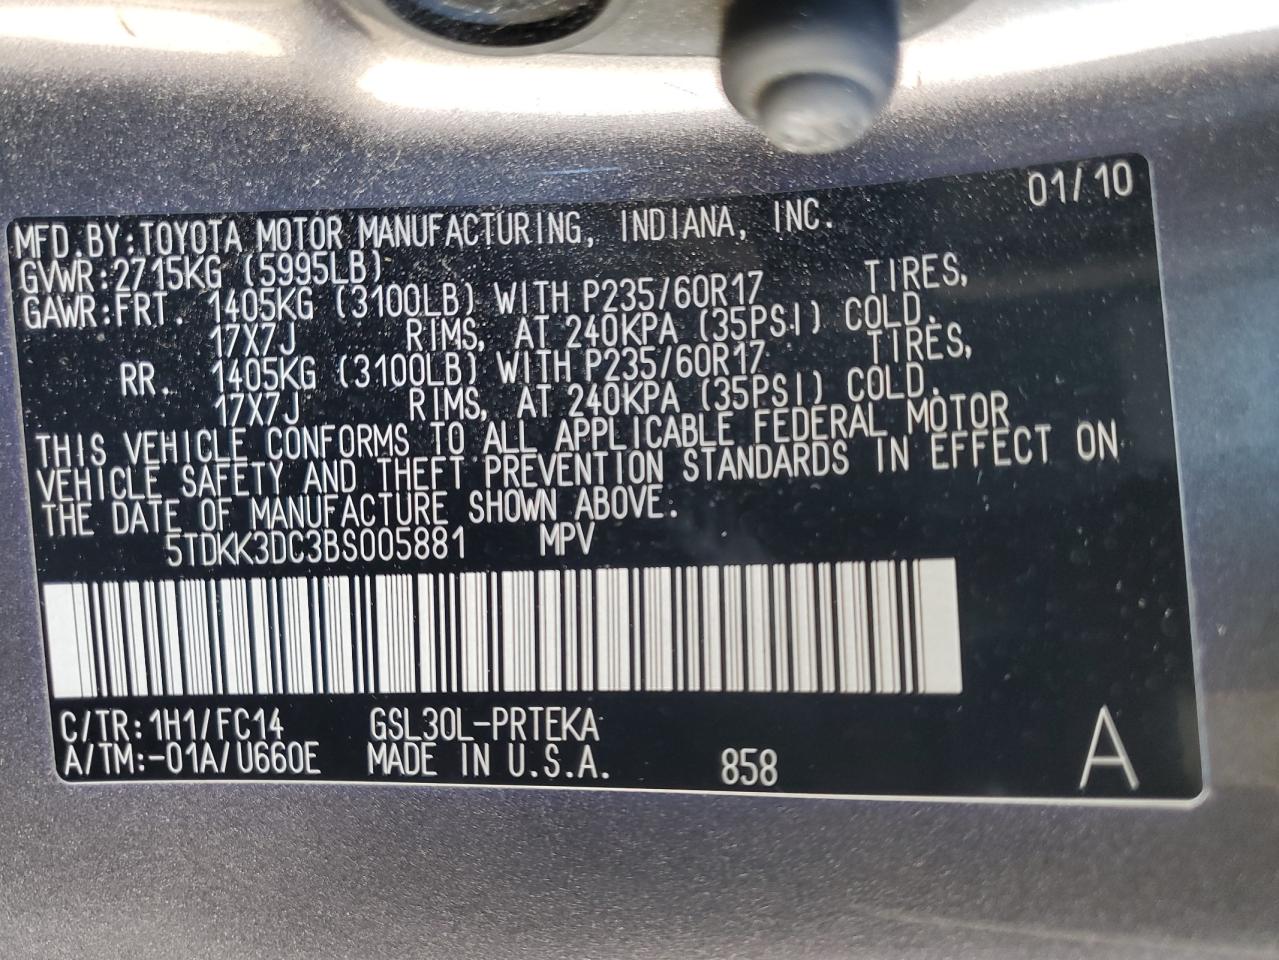 01/10
MFD.BY:TOYOTA MOTOR MANUFACTURING, INDIANA, INC.
GVWR:2715KG (5995LB)
GAWR:FRT. 1405KG (3100LB) WITH P235/60R17 TIRES,
17X7J RIMS, AT 240KPA (35PSI) COLD.
RR. 1405KG (3100LB) WITH P235/60R17 TIRES,
17X7J RIMS, AT 240KPA (35PSI) COLD.
THIS VEHICLE CONFORMS TO ALL APPLICABLE FEDERAL MOTOR
VEHICLE SAFETY AND THEFT PREVENTION STANDARDS IN EFFECT ON
THE DATE OF MANUFACTURE SHOWN ABOVE.
5TDKK3DC3BS005881 MPV
C/TR:1H1/FC14 GSL30L-PRTEKA
A/TM:-01A/U660E MADE IN U.S.A. 858 A